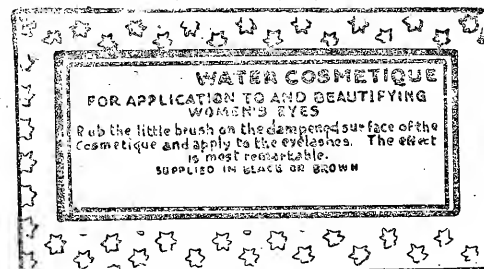 WATER COSMETIQUE
FOR APPLICATION TO AND BEAUTIFYING
WOMEN'S EYES
Rub the little brush on the dampened surface of the
Cosmetique and apply to the eyelashes. The effect
is most remarkable.
SUPPLIED IN BLACK OR BROWN